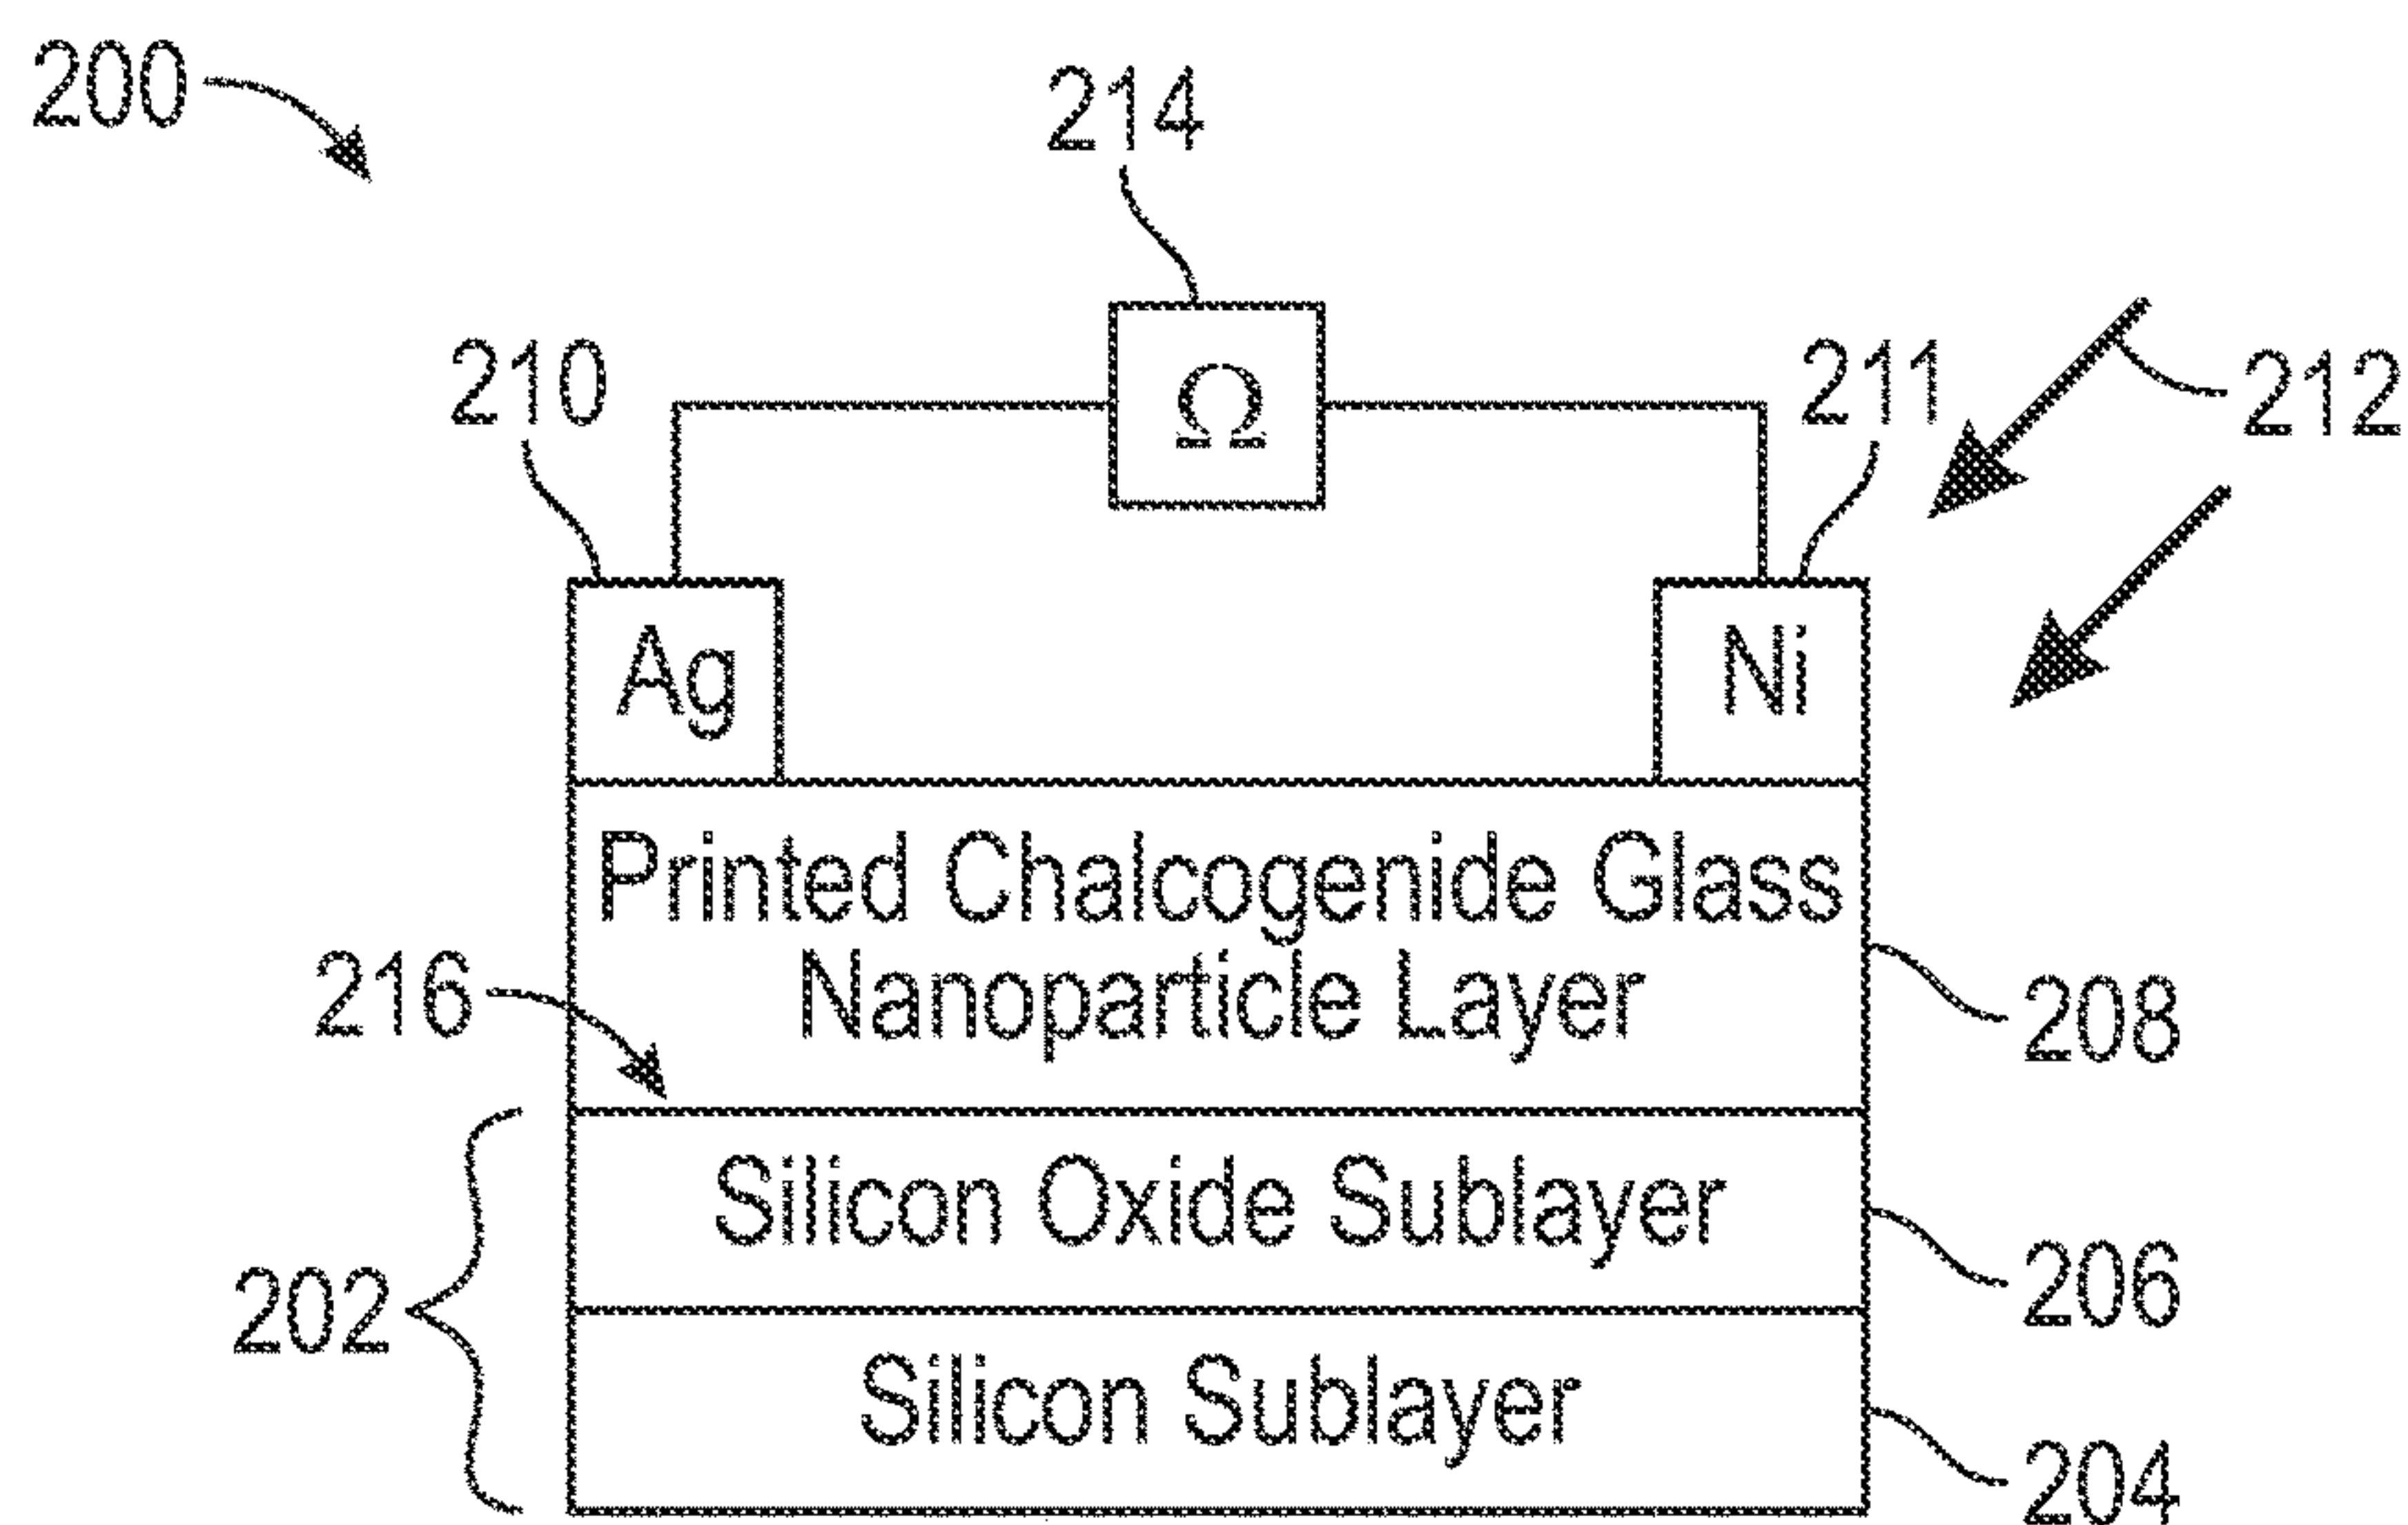 200
214
210
Ω
211
212
Ag
Ni
Printed Chalcogenide Glass
Nanoparticle Layer
216
208
Silicon Oxide Sublayer
202
206
Silicon Sublayer
204